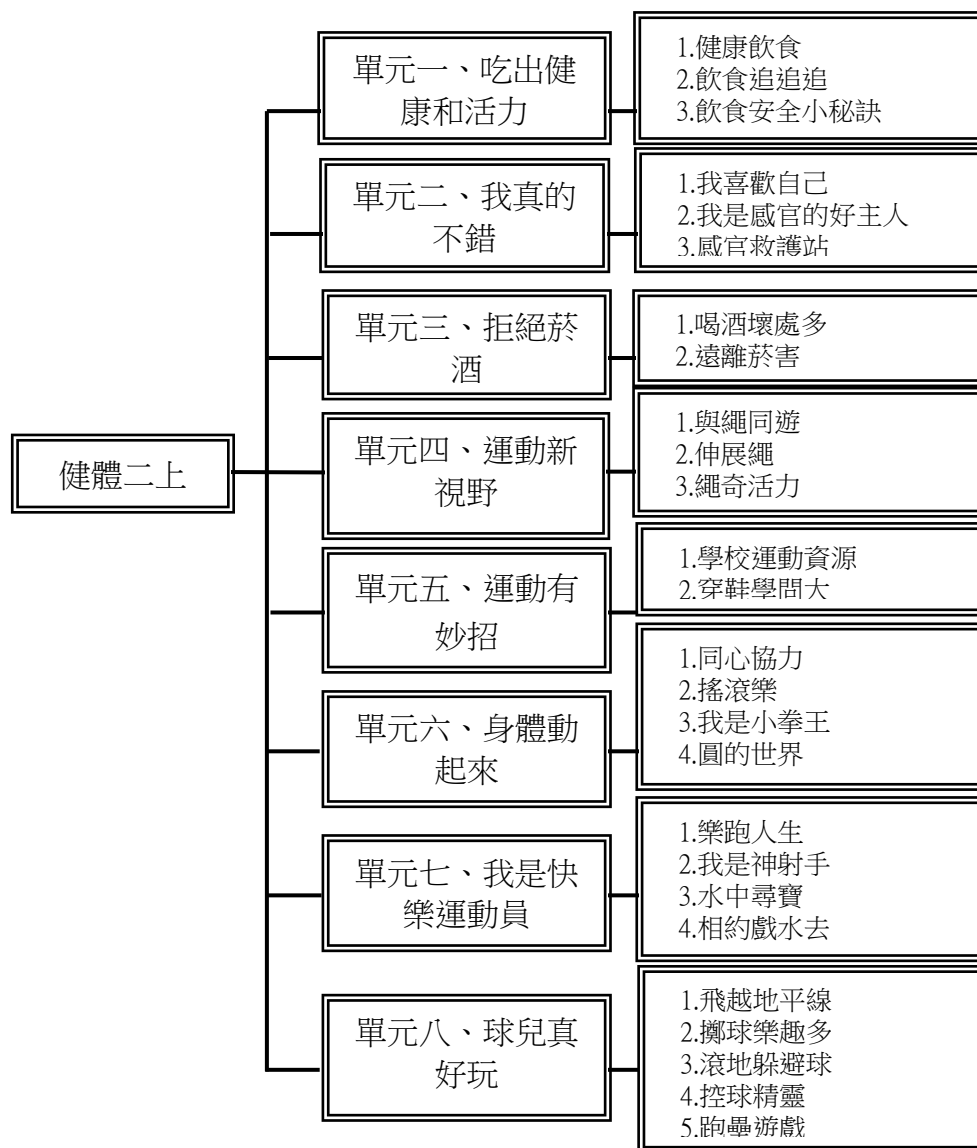 單元一、吃出健
康和活力
1.健康飲食
2.飲食追追追
3.飲食安全小秘訣
單元二、我真的
不錯
1.我喜歡自己
2.我是感官的好主人
3.感官救護站
單元三、拒絕菸
酒
1.喝酒壞處多
2.遠離菸害
健體二上
單元四、運動新
視野
1.與繩同遊
2.伸展繩
3.繩奇活力
單元五、運動有
妙招
1.學校運動資源
2.穿鞋學問大
單元六、身體動
起來
1.同心協力
2.搖滾樂
3.我是小拳王
4.圓的世界
單元七、我是快
樂運動員
1.樂跑人生
2.我是神射手
3.水中尋寶
4.相約戲水去
單元八、球兒真
好玩
1.飛越地平線
2.擲球樂趣多
3.滾地躲避球
4.控球精靈
5.跑壘遊戲